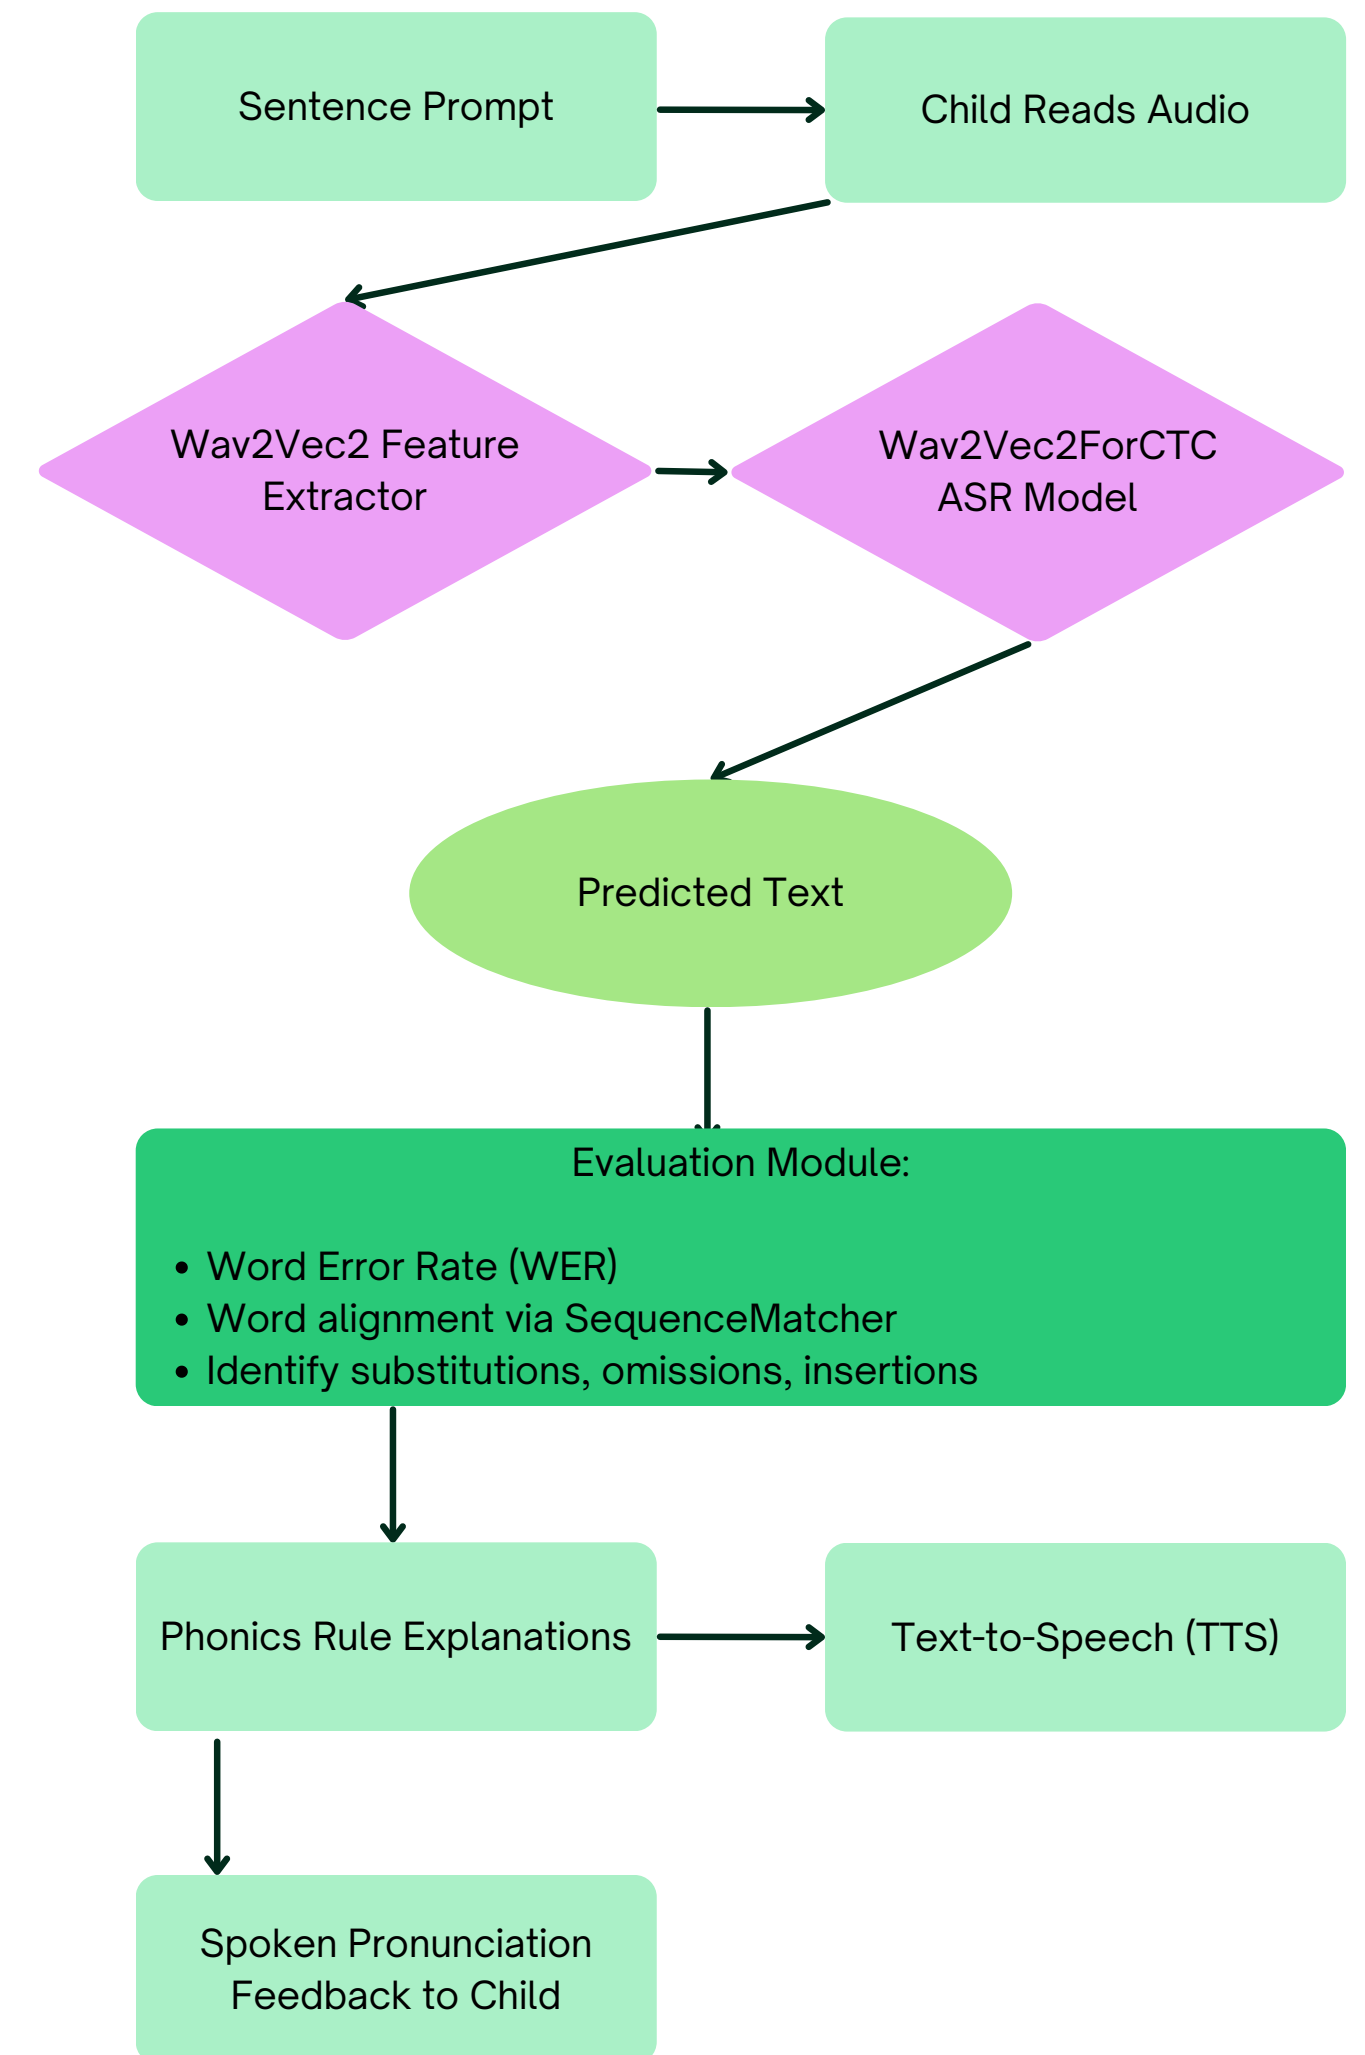 Sentence Prompt
Child Reads Audio
Wav2Vec2 Feature
Extractor
Wav2Vec2ForCTC
ASR Model
Predicted Text
Evaluation Module:
• Word Error Rate (WER)
• Word alignment via SequenceMatcher
• Identify substitutions, omissions, insertions
Phonics Rule Explanations
Text-to-Speech (TTS)
Spoken Pronunciation
Feedback to Child